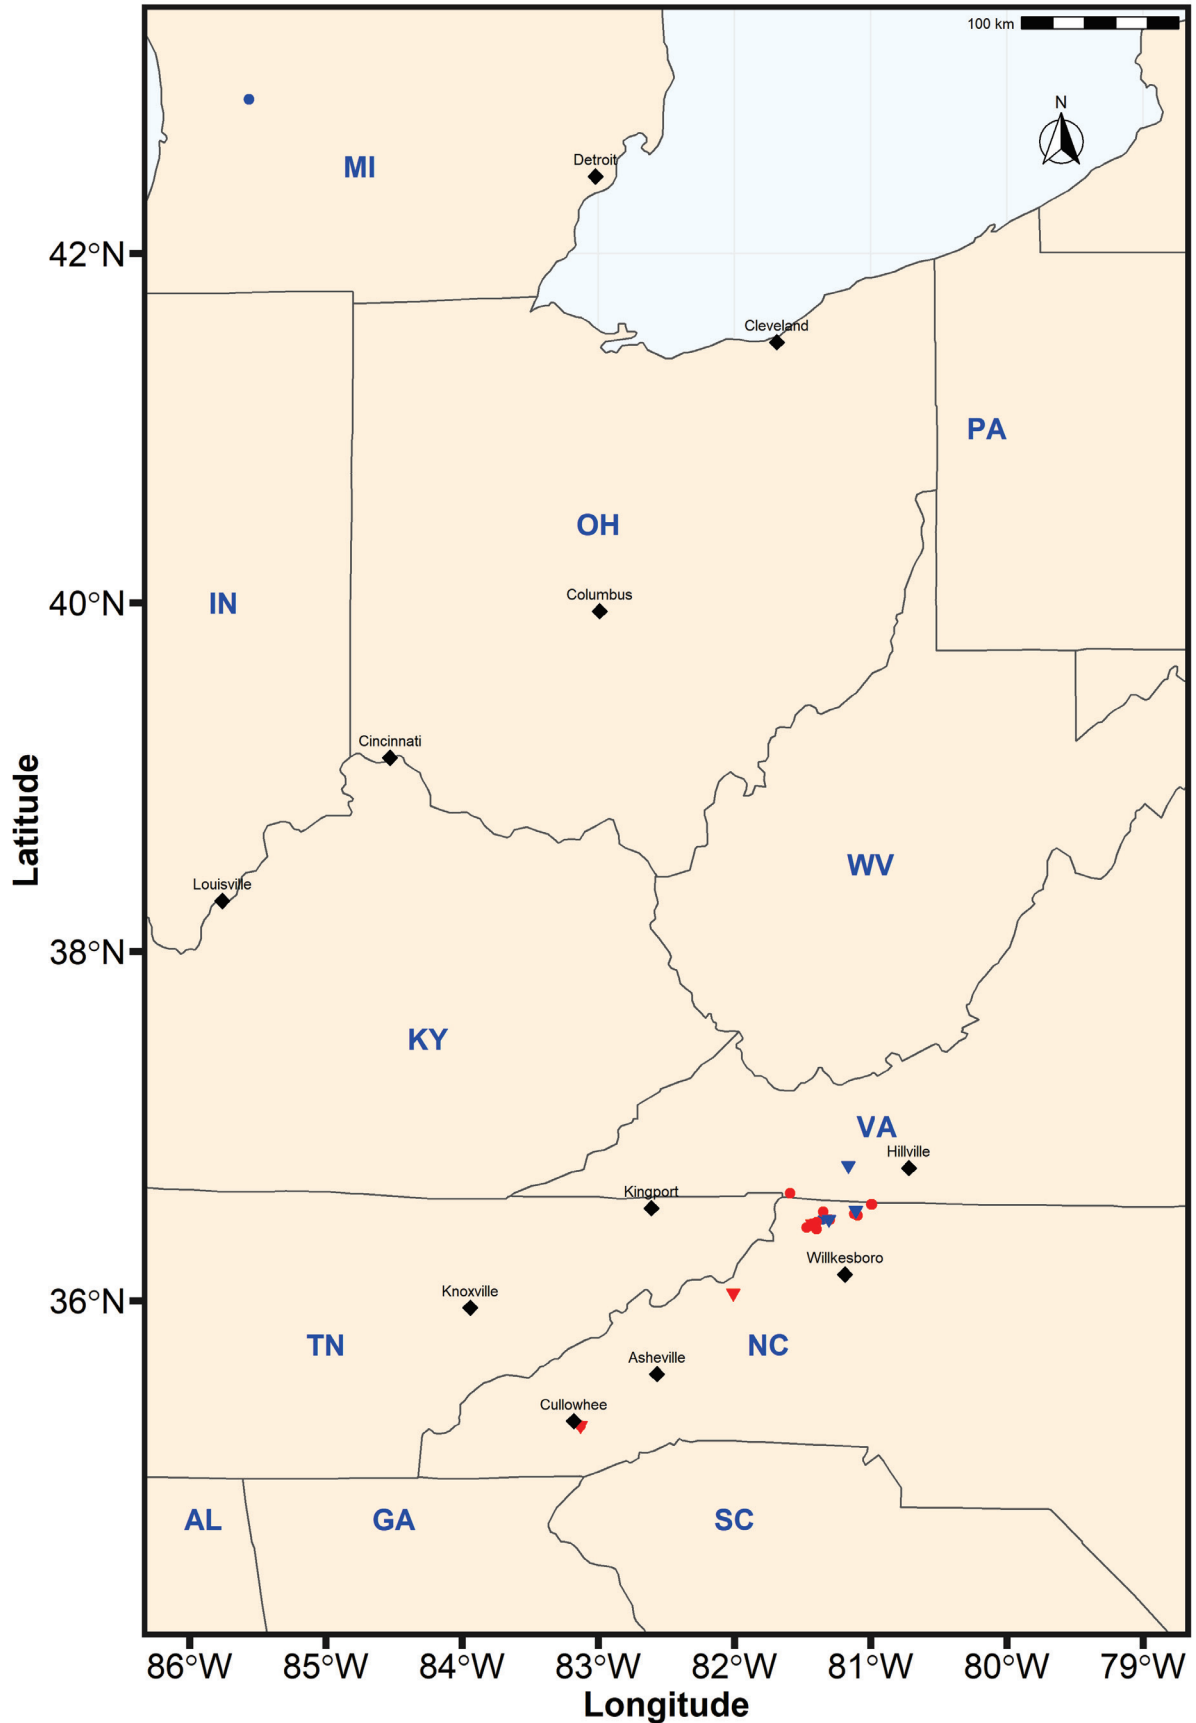 100 km
N
MI
Detroit
42°N
Cleveland
PA
OH
Columbus
40°N
IN
Cincinnati
Latitude
WV
Louisville
38°N
KY
VA
Hillville
Kingport
Willkesboro
Knoxville
36°N
TN
NC
Asheville
Cullowhee
AL
GA
SC
86°W 85°W 84°W 83°W 82°W 81°W 80°W 79°W
Longitude